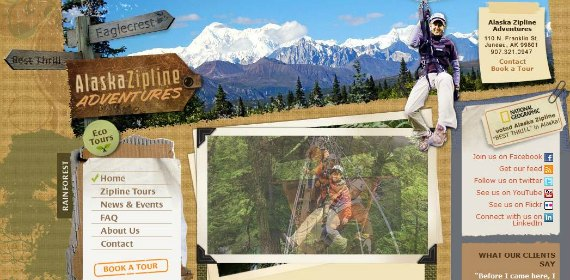 Eaglecrest
Best Thrill
AlaskaZipline
ADVENTURES
Eco
Tours
RAINFOREST
Home
Zipline Tours
News & Events
FAQ
About Us
Contact
BOOK A TOUR
Alaska Zipline
Adventures
110 N. Franklin St.
Juneau, AK 99801
907.321.0947
Contact
Book a Tour
NATIONAL
GEOGRAPHIC
voted Alaska Zipline
"BEST THRILL" in Alaska!
Join us on Facebook
Get our feed
Follow us on twitter
See us on YouTube
See us on Flickr
Connect with us on
LinkedIn
WHAT OUR CLIENTS
SAY
"Before I came here, I